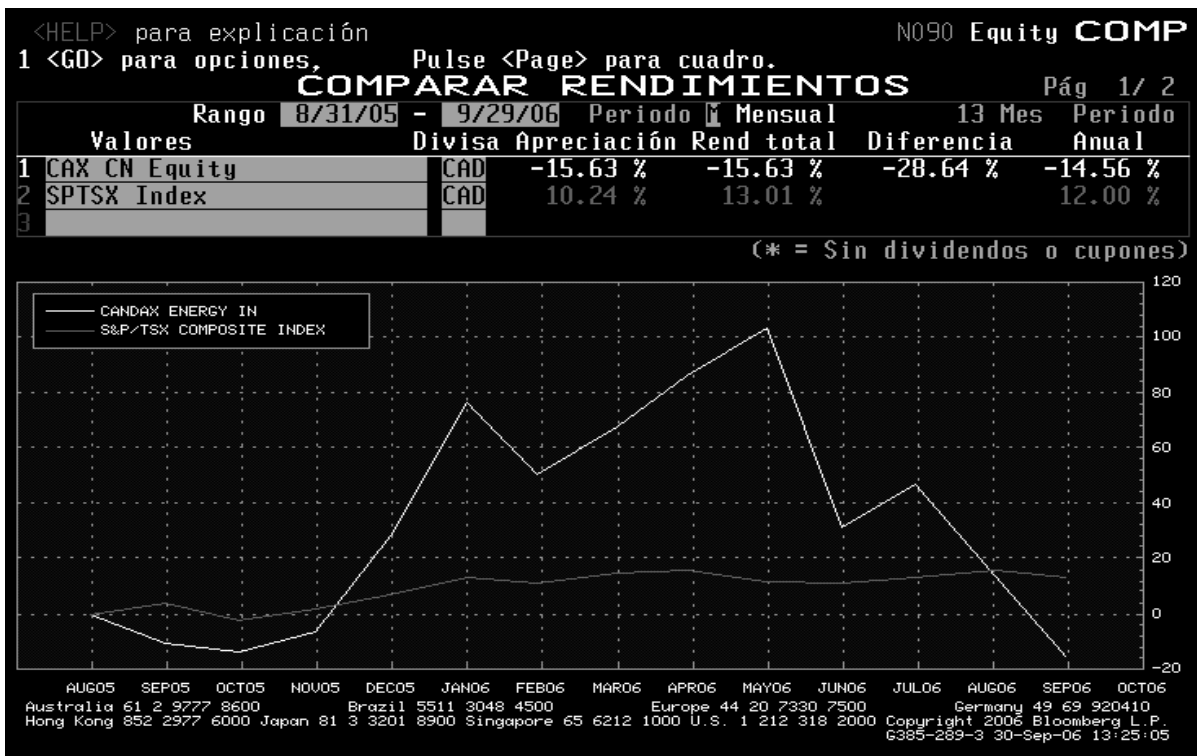 <HELP> para explicación N090 Equity COMP
1 <GO> para opciones, Pulse <Page> para cuadro.
COMPARAR RENDIMIENTOS Pág 1/ 2
Rango 8/31/05 - 9/29/06 Periodo M Mensual 13 Mes Periodo
Valores Divisa Apreciación Rend total Diferencia Anual
1 CAX CN Equity CAD -15.63 % -15.63 % -28.64 % -14.56 %
2 SPTSX Index CAD 10.24 % 13.01 % 12.00 %
3
(* = Sin dividendos o cupones)
120
CANDAX ENERGY IN
S&P/TSX COMPOSITE INDEX
100
80
60
40
20
0
-20
AUG05 SEP05 OCT05 NOV05 DEC05 JAN06 FEB06 MAR06 APR06 MAY06 JUN06 JUL06 AUG06 SEP06 OCT06
Australia 61 2 9777 8600 Brazil 5511 3048 4500 Europe 44 20 7330 7500 Germany 49 69 920410
Hong Kong 852 2977 6000 Japan 81 3 3201 8900 Singapore 65 6212 1000 U.S. 1 212 318 2000 Copyright 2006 Bloomberg L.P.
G385-289-3 30-Sep-06 13:25:05